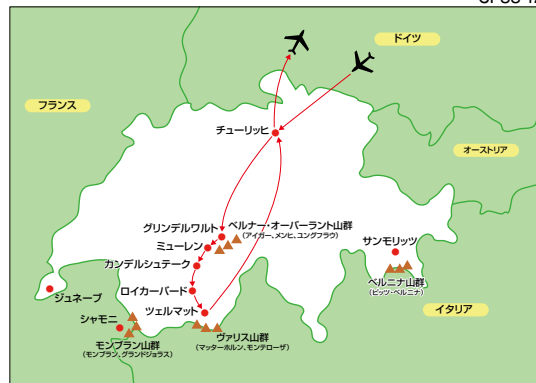 ドイツ
フランス
チューリッヒ
オーストリア
グリンデルワルト
ベルナー・オーバーラント山群
(アイガー、メンヒ、ユングフラウ)
ミューレン
サンモリッツ
カンデルシュテーク
ベルニナ山群
(ピッツ・ベルニナ)
ロイカーバード
ジュネーブ
イタリア
ツェルマット
シャモニ
ヴァリス山群
(マッターホルン、モンテローザ)
モンブラン山群
(モンブラン、グランドジョラス)